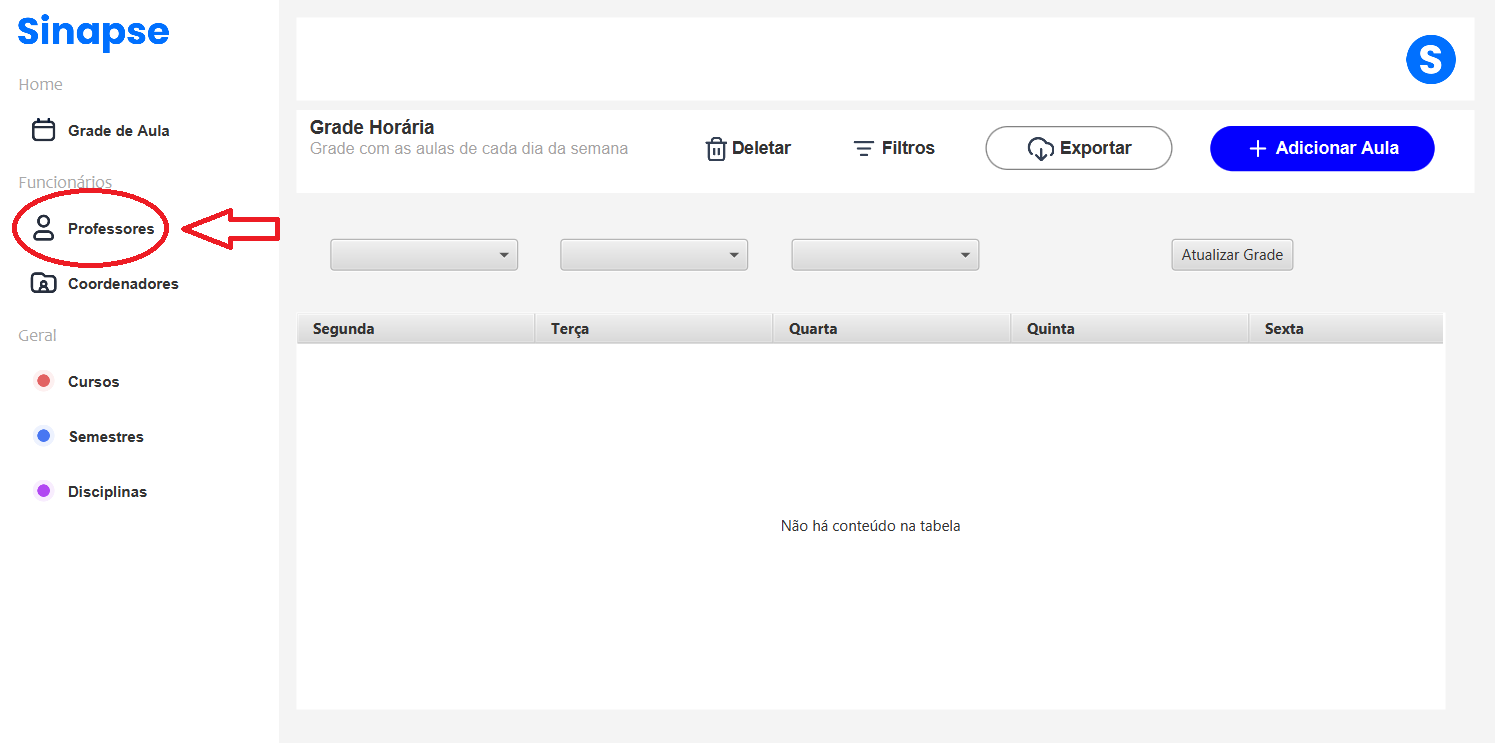 Sinapse
Home
Grade de Aula
Funcionários
Professores
Coordenadores
Geral
Cursos
Semestres
Disciplinas
S
Grade Horária
Grade com as aulas de cada dia da semana
Deletar
Filtros
Exportar
Adicionar Aula
Atualizar Grade
Segunda Terça Quarta Quinta Sexta
Não há conteúdo na tabela